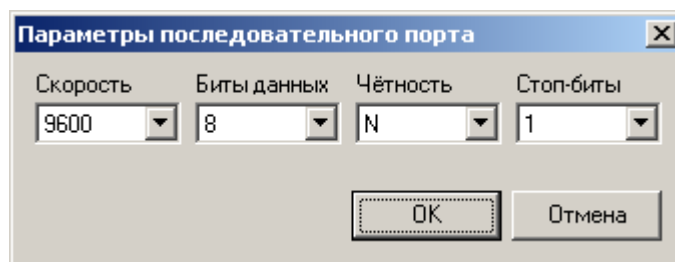 Параметры последовательного порта
Скорость Биты данных Чётность Стоп-биты
9600 8 N 1
OK Отмена